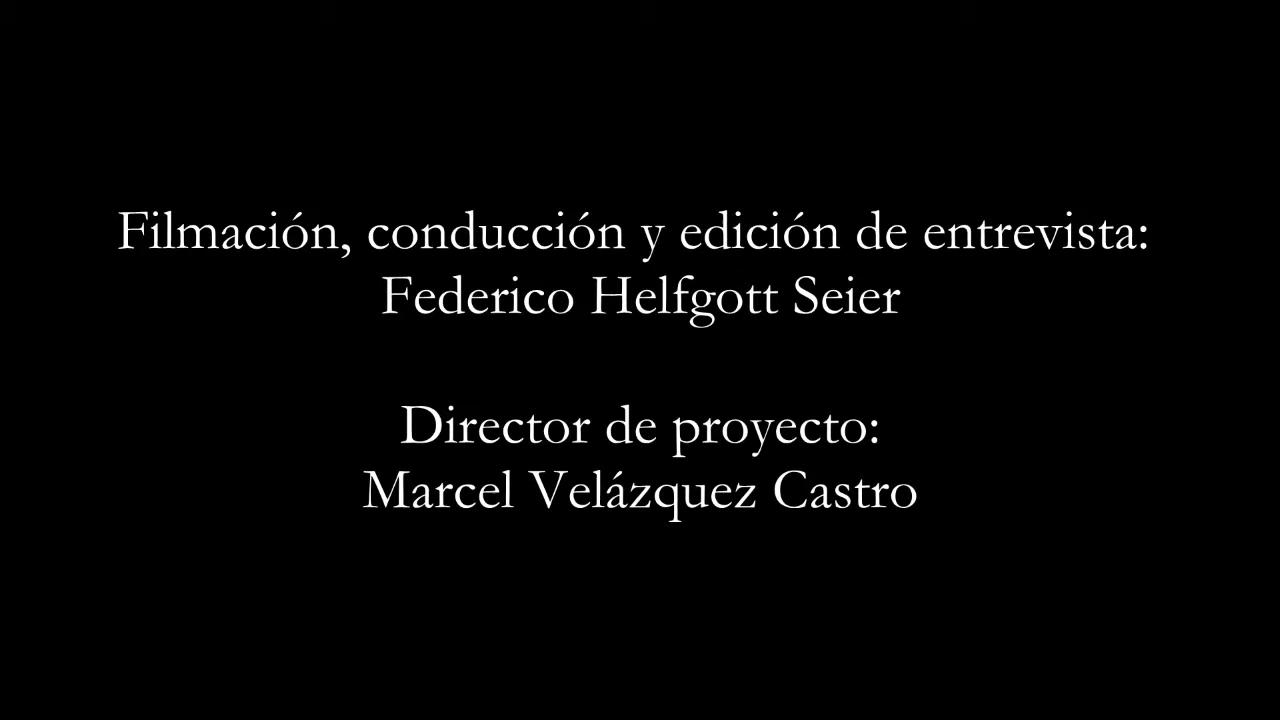 Filmación, conducción y edición de entrevista:
Federico Helfgott Seier
Director de proyecto:
Marcel Velázquez Castro